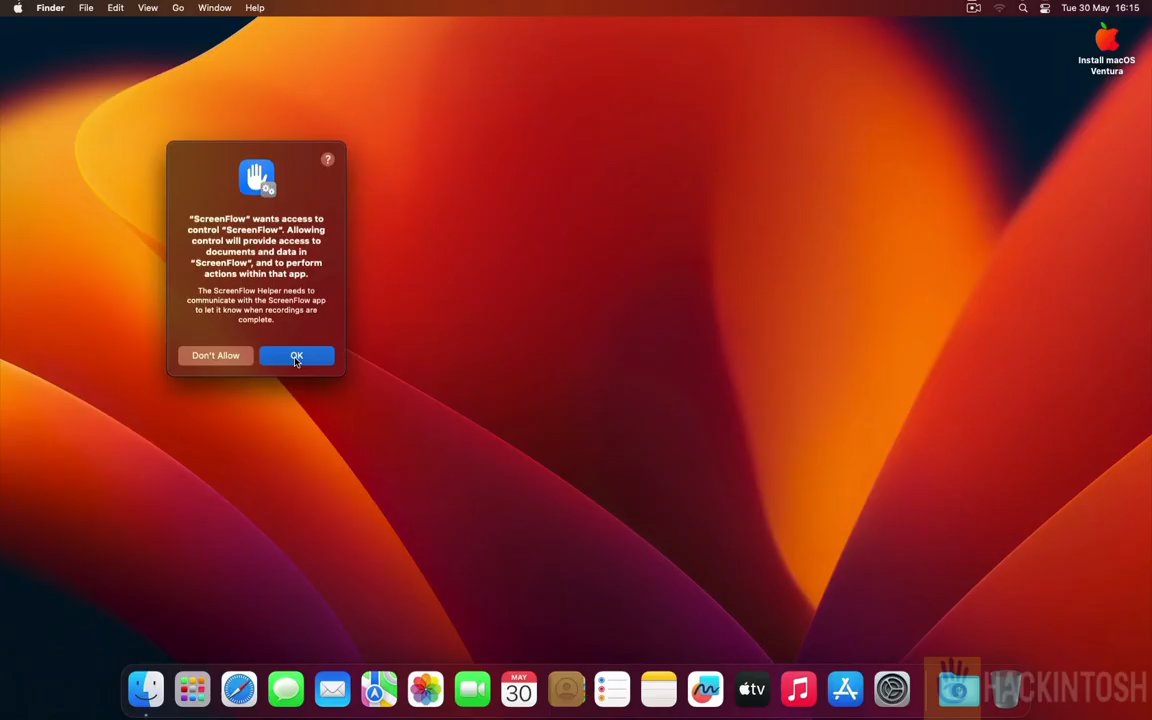 Finder File Edit View Go Window Help
Tue 30 May 16:15
Install macOS
Ventura
?
"ScreenFlow" wants access to
control "ScreenFlow". Allowing
control will provide access to
documents and data in
"ScreenFlow", and to perform
actions within that app.
The ScreenFlow Helper needs to
communicate with the ScreenFlow app
to let it know when recordings are
complete.
Don't Allow OK
MAY
30
tv
HACKINTOSH